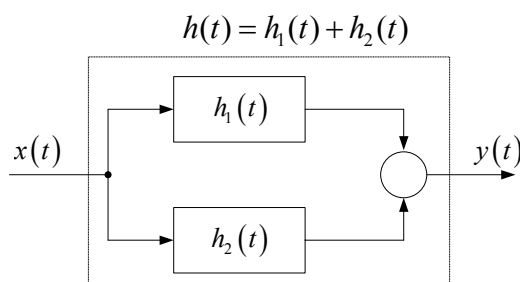 h(t) = h₁(t) + h₂(t)
h₁(t)
x(t)
y(t)
h₂(t)